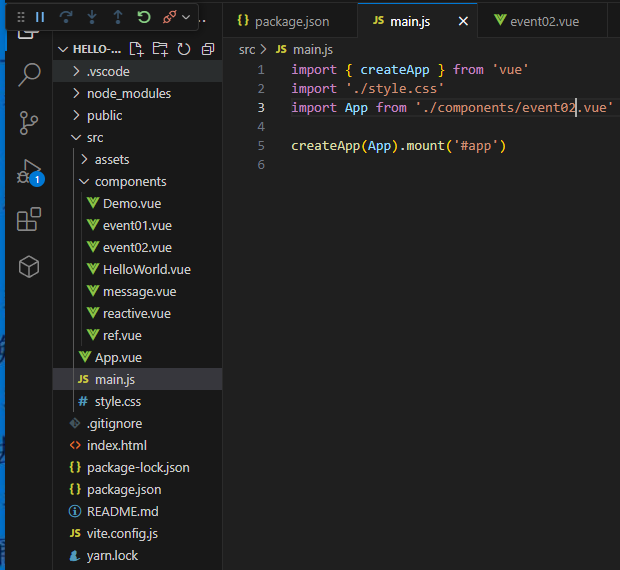 package.json
main.js
event02.vue
HELLO-...
src > JS main.js
.vscode
node_modules
public
src
assets
components
Demo.vue
event01.vue
event02.vue
HelloWorld.vue
message.vue
reactive.vue
ref.vue
App.vue
JS main.js
# style.css
.gitignore
index.html
package-lock.json
package.json
README.md
JS vite.config.js
yarn.lock
1
1 import { createApp } from 'vue'
2 import './style.css'
3 import App from './components/event02.vue'
4
5 createApp(App).mount('#app')
6